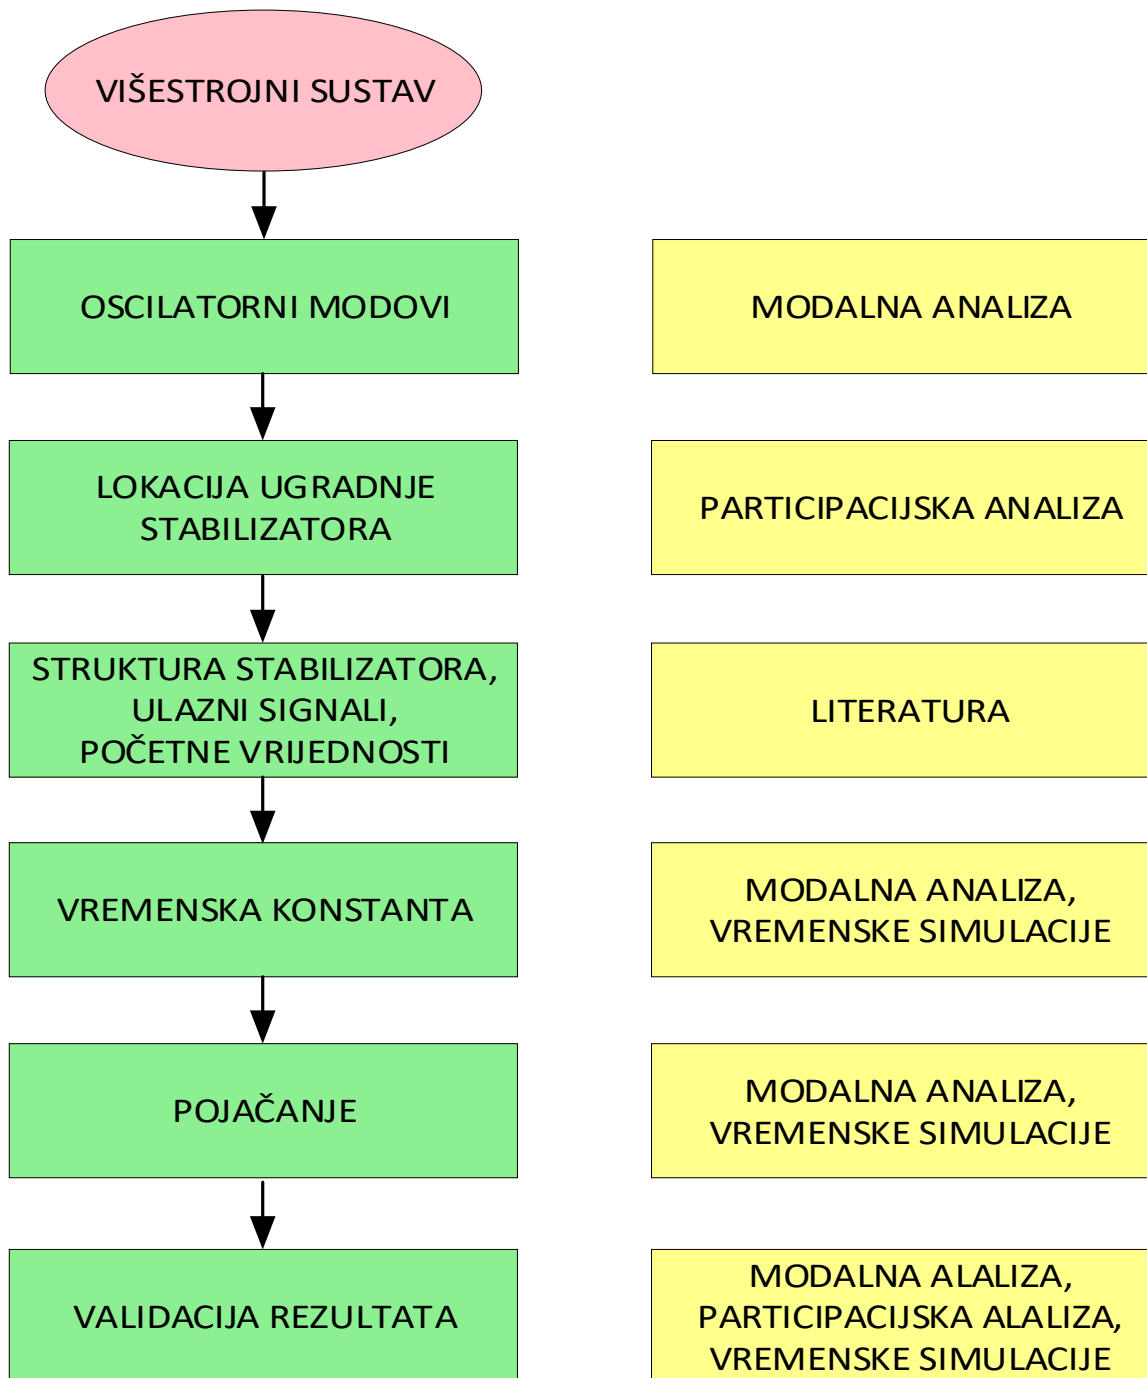 VIŠESTROJNI SUSTAV
OSCILATORNI MODOVI
MODALNA ANALIZA
LOKACIJA UGRADNJE
STABILIZATORA
PARTICIPACIJSKA ANALIZA
STRUKTURA STABILIZATORA,
ULAZNI SIGNALI,
POČETNE VRIJEDNOSTI
LITERATURA
VREMENSKA KONSTANTA
MODALNA ANALIZA,
VREMENSKE SIMULACIJE
POJAČANJE
MODALNA ANALIZA,
VREMENSKE SIMULACIJE
VALIDACIJA REZULTATA
MODALNA ALALIZA,
PARTICIPACIJSKA ALALIZA,
VREMENSKE SIMULACIJE